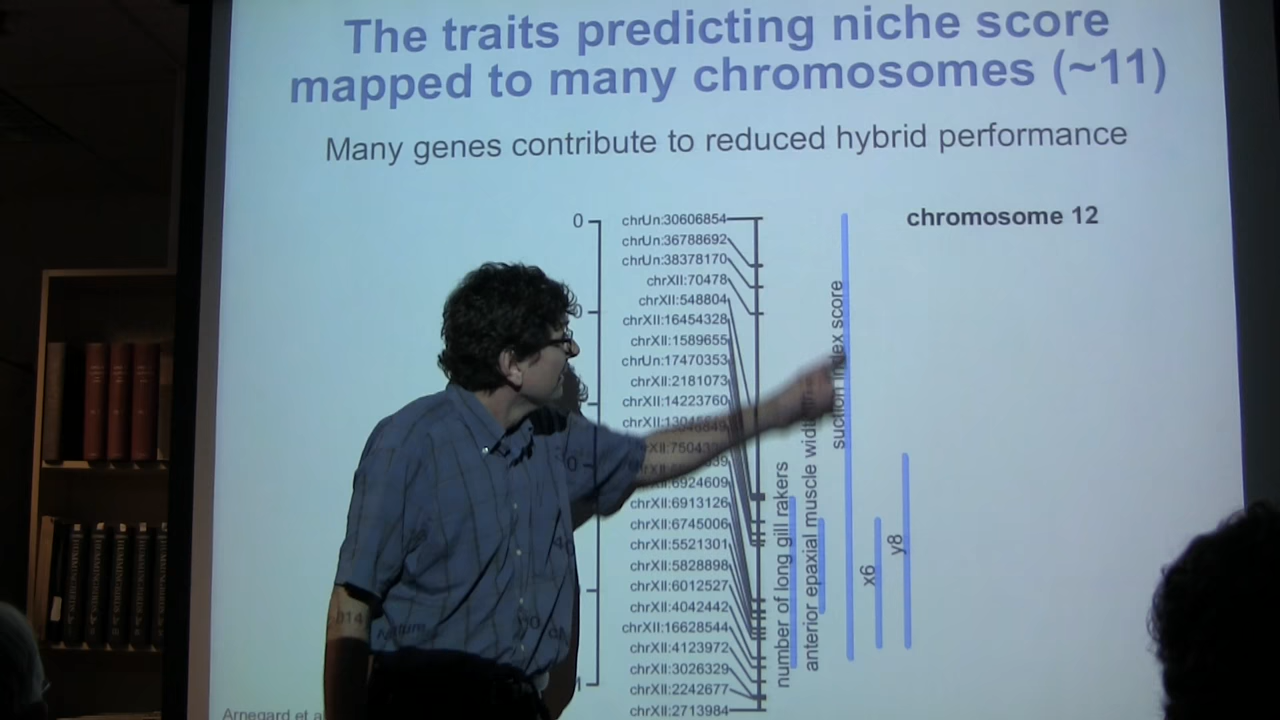 The traits predicting niche score
mapped to many chromosomes (~11)
Many genes contribute to reduced hybrid performance
chromosome 12
0
chrUn:30606854
chrUn:36788692
chrUn:38378170
chrXII:70478
chrXII:548804
chrXII:16454328
chrXII:1589655
chrUn:17470353
chrXII:2181073
chrXII:14223760
6924609
chrXII:6913126
chrXII:6745006
chrXII:5521301
chrXII:5828898
chrXII:6012527
chrXII:4042442
chrXII:16628544
chrXII:4123972
chrXII:3026329
chrXII:2242677
chrXII:2713984
number of long gill rakers
anterior epaxial muscle width
suction index score
x6
y8
Arnegard et a